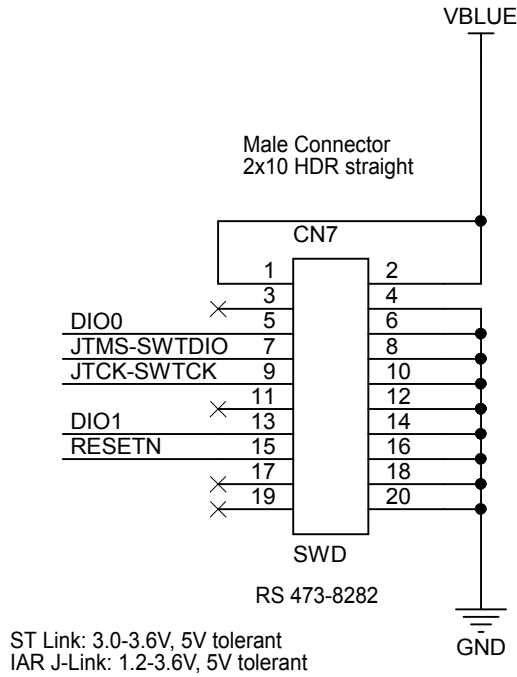 VBLUE
Male Connector
2x10 HDR straight
CN7
1 2
3 4
DIO0 5 6
JTMS-SWTDIO 7 8
JTCK-SWTCK 9 10
11 12
DIO1 13 14
RESETN 15 16
17 18
19 20
SWD
RS 473-8282
GND
ST Link: 3.0-3.6V, 5V tolerant
IAR J-Link: 1.2-3.6V, 5V tolerant